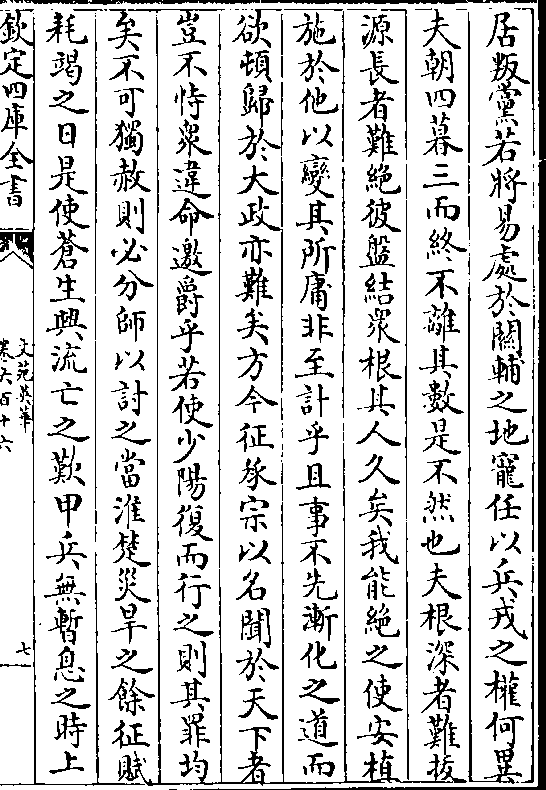 居叛黨若將易處於關輔之地寵任以兵戎之權何異
夫朝四暮三而終不離其數是不然也夫根深者難拔
源長者難絶彼盤結衆根其人久矣我能絶之使安植
施於他以變其所庸非至計乎且事不先漸化之道而
欲頓歸於大政亦難矣方今征承宗以名聞於天下者
豈不恃衆違命邀爵乎若使少陽復而行之則其罪均
矣不可獨赦則必分師以討之當淮楚災旱之餘征賦
耗竭之日是使蒼生興流亡之歎甲兵無暫息之時上
欽定四庫全書
文苑英華
卷六百十六
七